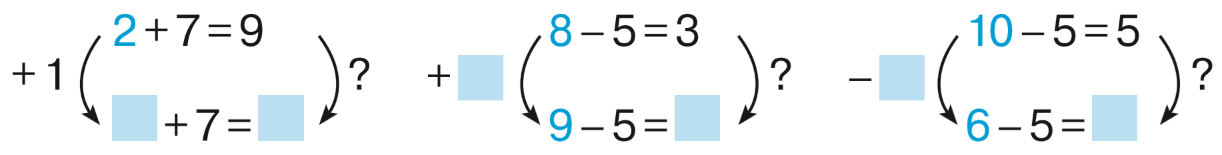 2 + 7 = 9 8 – 5 = 3 10 – 5 = 5
+ 1 ? + ? – ?
+ 7 = 9 – 5 = 6 – 5 =